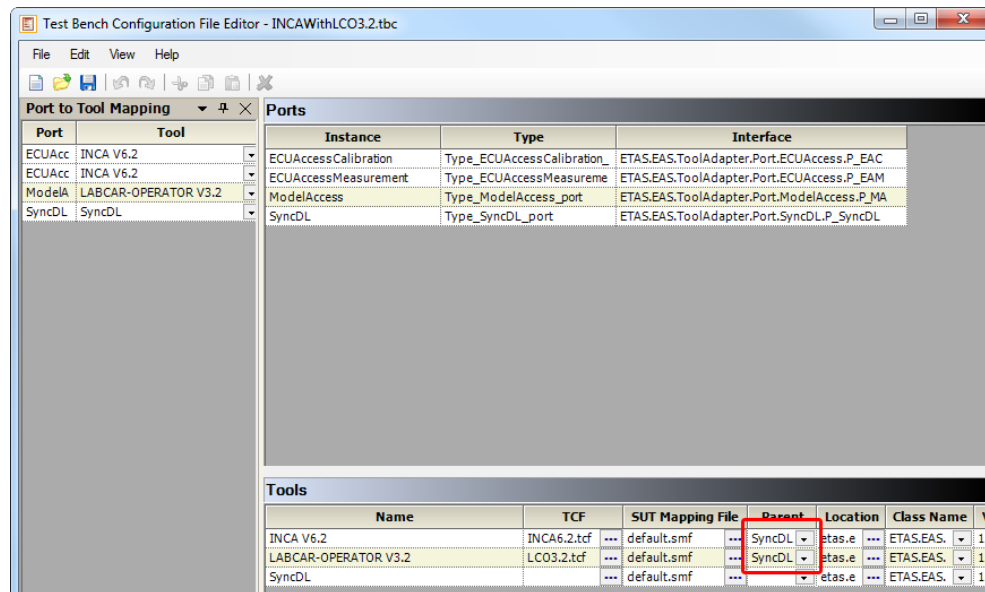 Test Bench Configuration File Editor - INCAWithLCO3.2.tbc
File Edit View Help
Port to Tool Mapping
Port Tool
ECUAcc INCA V6.2
ECUAcc INCA V6.2
ModelA LABCAR-OPERATOR V3.2
SyncDL SyncDL
Ports
Instance Type Interface
ECUAccessCalibration Type_ECUAccessCalibration_ ETAS.EAS.ToolAdapter.Port.ECUAccess.P_EAC
ECUAccessMeasurement Type_ECUAccessMeasureme ETAS.EAS.ToolAdapter.Port.ECUAccess.P_EAM
ModelAccess Type_ModelAccess_port ETAS.EAS.ToolAdapter.Port.ModelAccess.P_MA
SyncDL Type_SyncDL_port ETAS.EAS.ToolAdapter.Port.SyncDL.P_SyncDL
Tools
Name TCF SUT Mapping File Parent Location Class Name V
INCA V6.2 INCA6.2.tcf ... default.smf ... SyncDL etas.e ... ETAS.EAS. 1
LABCAR-OPERATOR V3.2 LCO3.2.tcf ... default.smf ... SyncDL etas.e ... ETAS.EAS. 1
SyncDL ... default.smf ... etas.e ... ETAS.EAS. 1